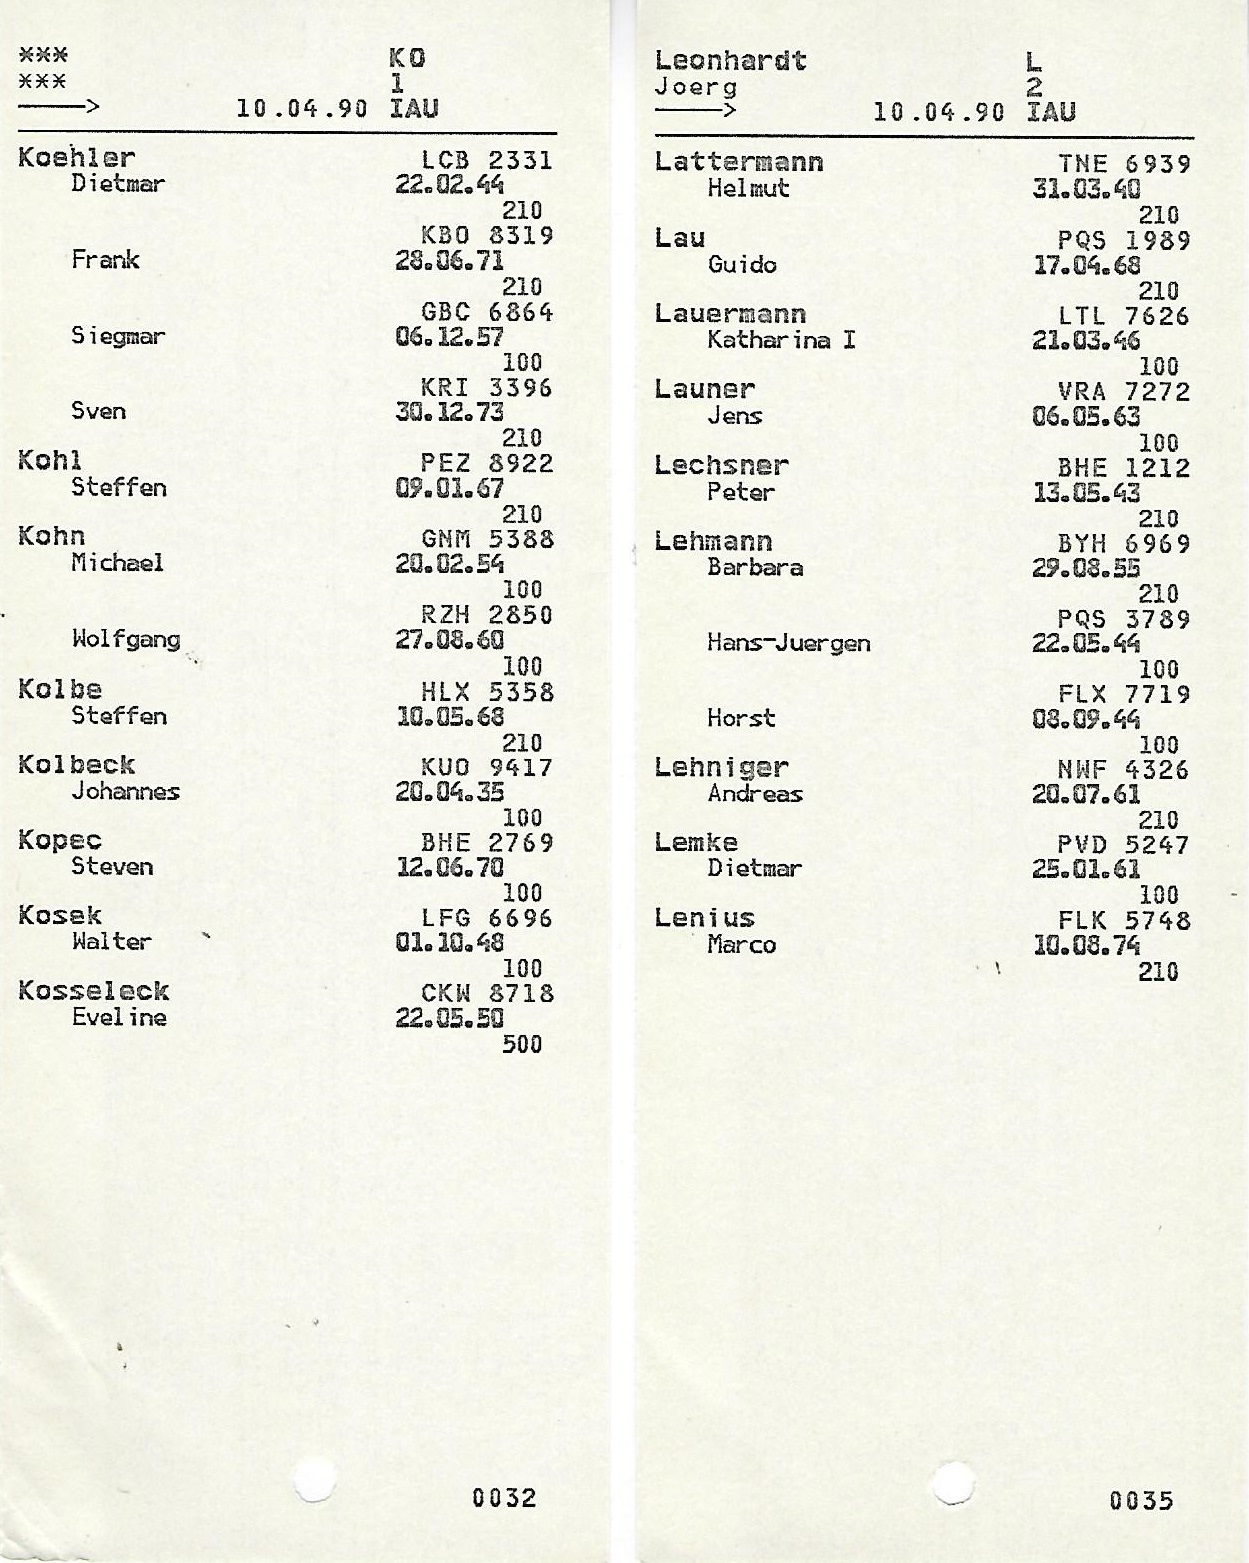 *** KO
*** 1
———> 10.04.90 IAU
Koehler LCB 2331
Dietmar 22.02.44
210
KBO 8319
Frank 28.06.71
210
GBC 6864
Siegmar 06.12.57
100
KRI 3396
Sven 30.12.73
210
Kohl PEZ 8922
Steffen 09.01.67
210
Kohn GNM 5388
Michael 20.02.54
100
RZH 2850
Wolfgang 27.08.60
100
Kolbe HLX 5358
Steffen 10.05.68
210
Kolbeck KUO 9417
Johannes 20.04.35
100
Kopec BHE 2769
Steven 12.06.70
100
Kosek LFG 6696
Walter 01.10.48
100
Kosseleck CKW 8718
Eveline 22.05.50
500
0032
Leonhardt L
Joerg 2
———> 10.04.90 IAU
Lattermann TNE 6939
Helmut 31.03.40
210
Lau PQS 1989
Guido 17.04.68
210
Lauermann LTL 7626
Katharina I 21.03.46
100
Launer VRA 7272
Jens 06.05.63
100
Lechsner BHE 1212
Peter 13.05.43
210
Lehmann BYH 6969
Barbara 29.08.55
210
PQS 3789
Hans-Juergen 22.05.44
100
FLX 7719
Horst 08.09.44
100
Lehniger NWF 4326
Andreas 20.07.61
210
Lemke PVD 5247
Dietmar 25.01.61
100
Lenius FLK 5748
Marco 10.08.74
210
0035